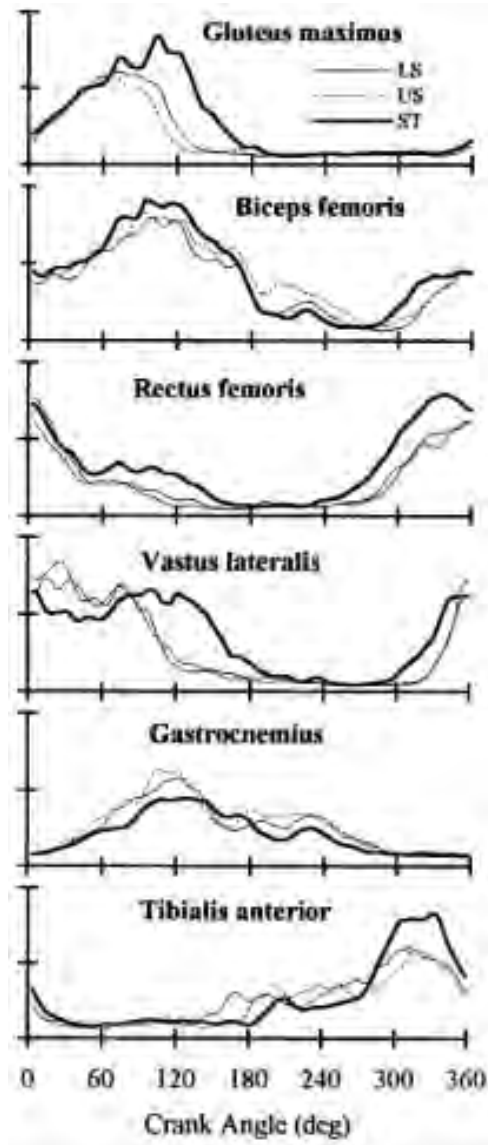 Gluteus maximus
LS
US
ST
Biceps femoris
Rectus femoris
Vastus lateralis
Gastrocnemius
Tibialis anterior
0 60 120 180 240 300 360
Crank Angle (deg)